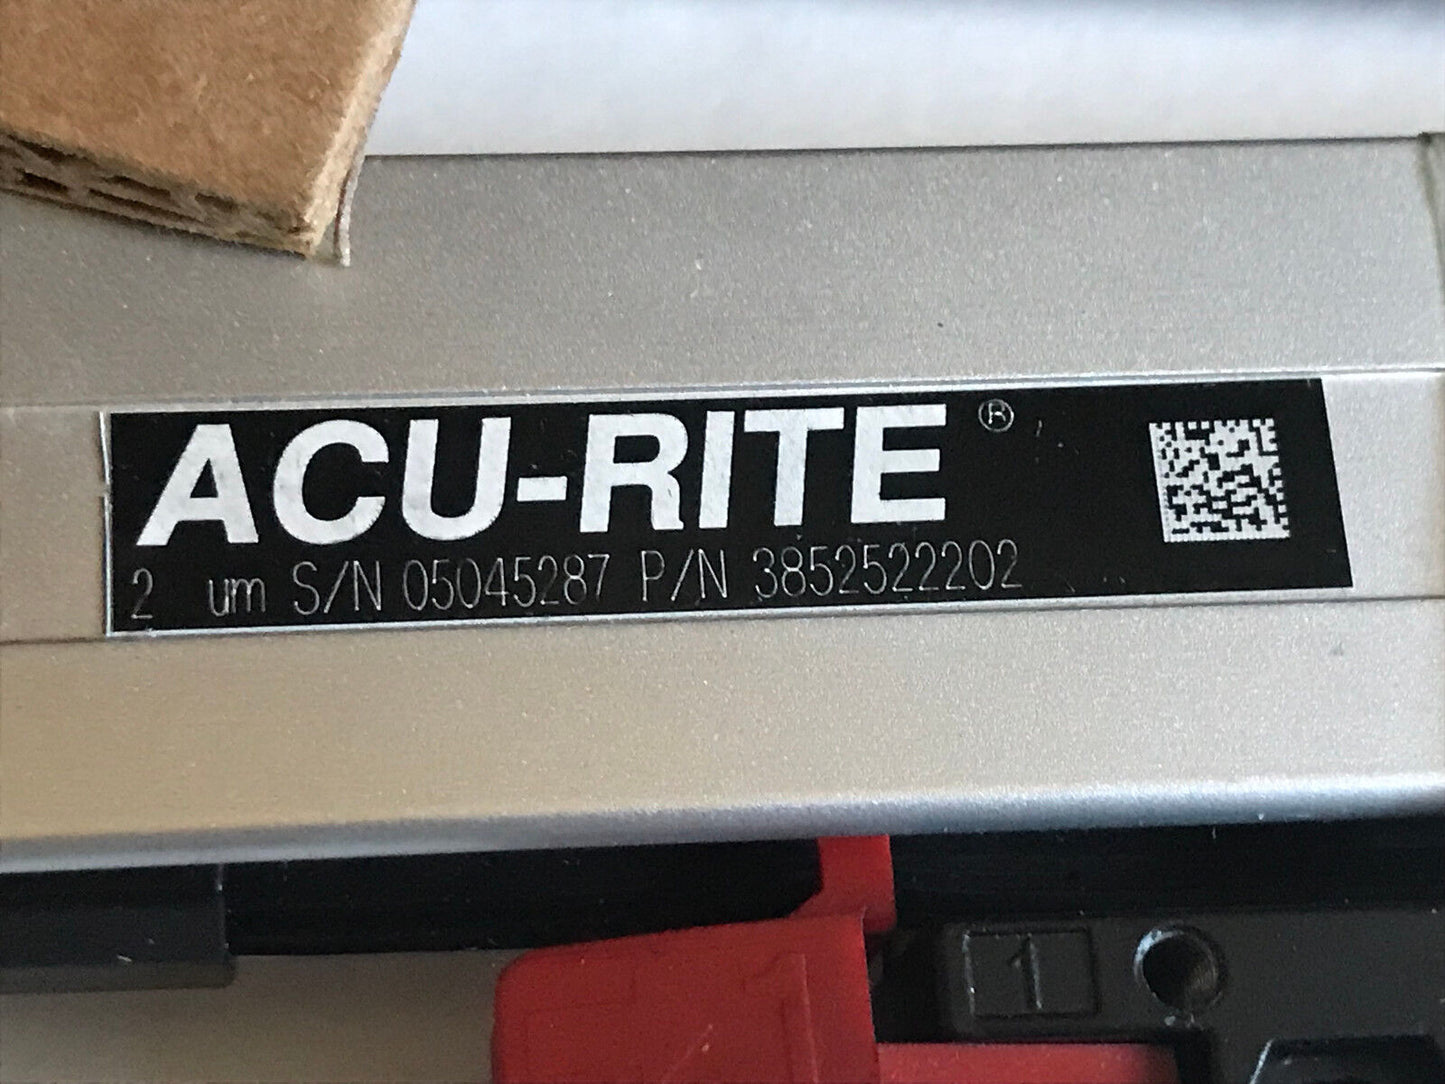 ACU-RITE®
2 um S/N 05045287 P/N 3852522202
1